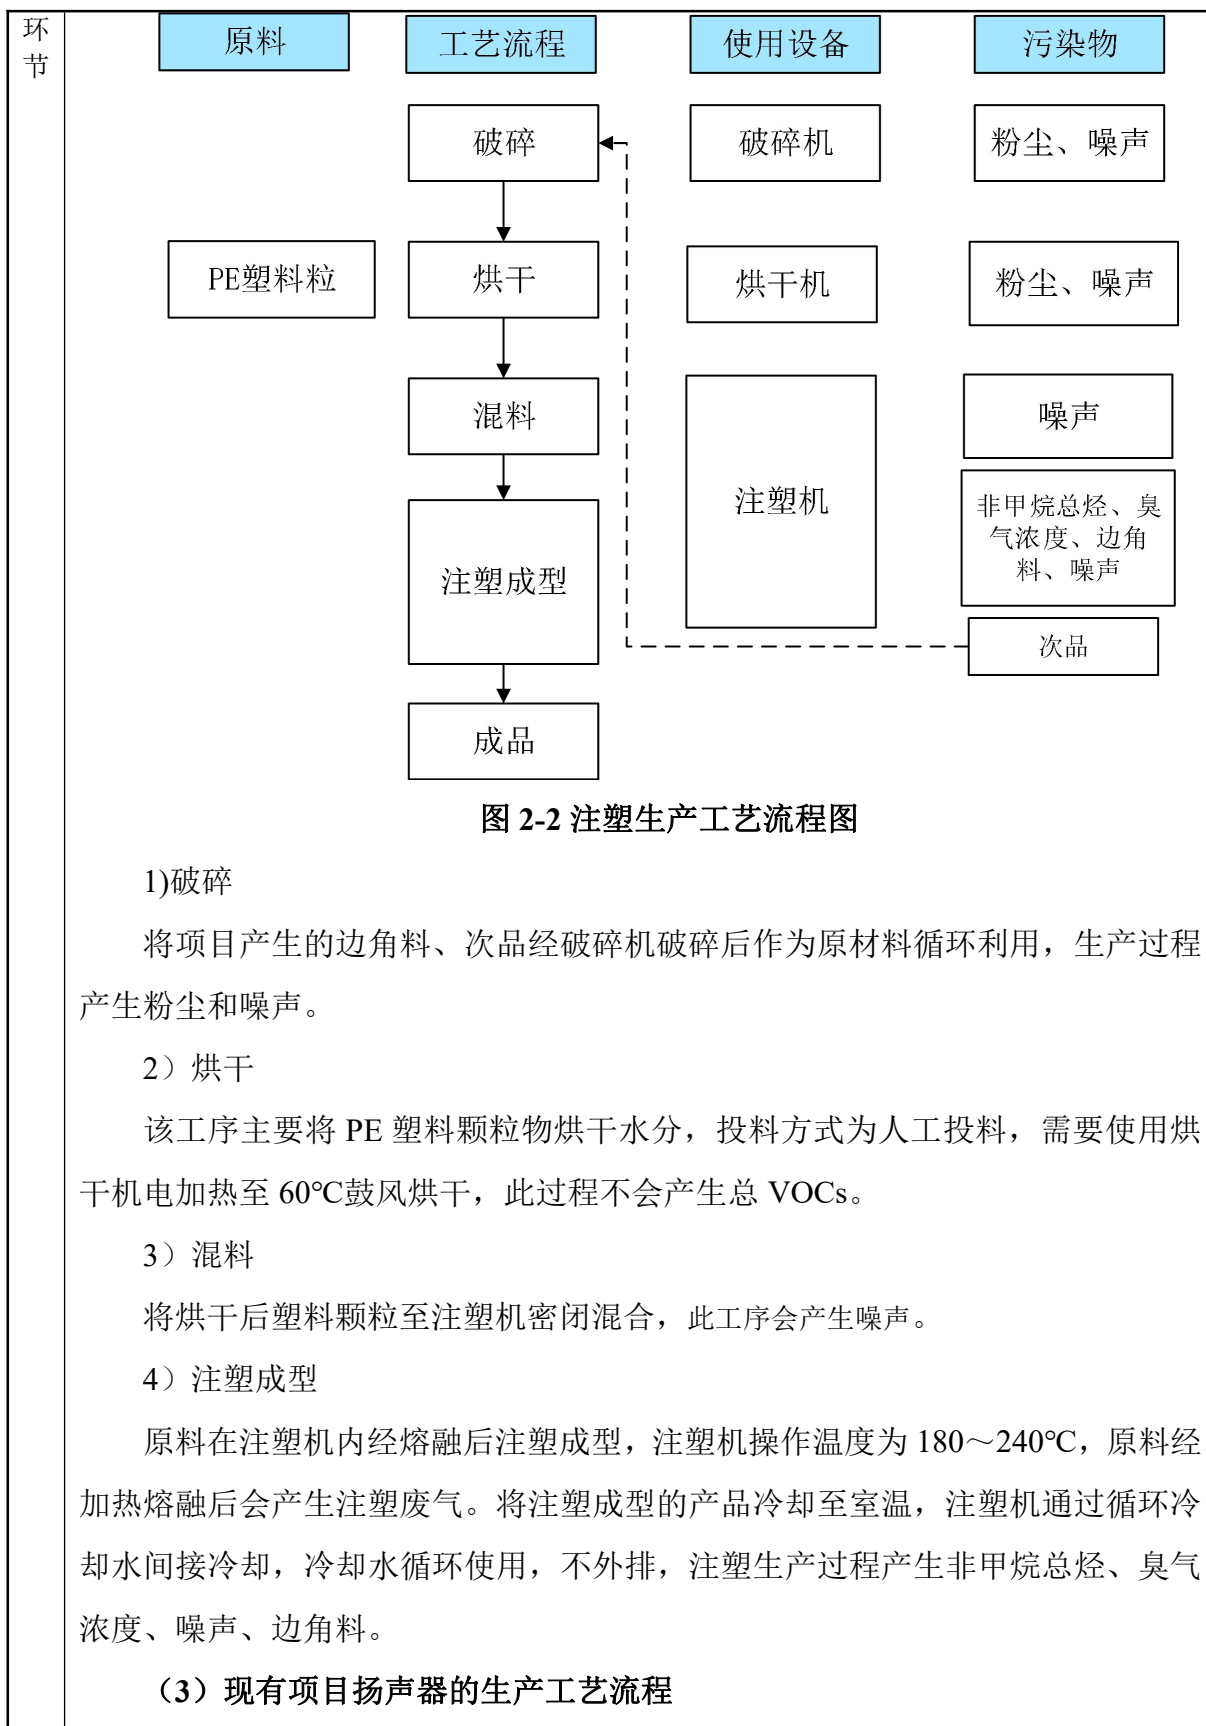 环
节
原料 工艺流程 使用设备 污染物
破碎 破碎机 粉尘、噪声
PE塑料粒 烘干 烘干机 粉尘、噪声
混料 噪声
注塑机
非甲烷总烃、臭
气浓度、边角
料、噪声
注塑成型
次品
成品
图 2-2 注塑生产工艺流程图
1)破碎
将项目产生的边角料、次品经破碎机破碎后作为原材料循环利用，生产过程
产生粉尘和噪声。
2）烘干
该工序主要将 PE 塑料颗粒物烘干水分，投料方式为人工投料，需要使用烘
干机电加热至 60℃鼓风烘干，此过程不会产生总 VOCs。
3）混料
将烘干后塑料颗粒至注塑机密闭混合，此工序会产生噪声。
4）注塑成型
原料在注塑机内经熔融后注塑成型，注塑机操作温度为 180～240℃，原料经
加热熔融后会产生注塑废气。将注塑成型的产品冷却至室温，注塑机通过循环冷
却水间接冷却，冷却水循环使用，不外排，注塑生产过程产生非甲烷总烃、臭气
浓度、噪声、边角料。
（3）现有项目扬声器的生产工艺流程